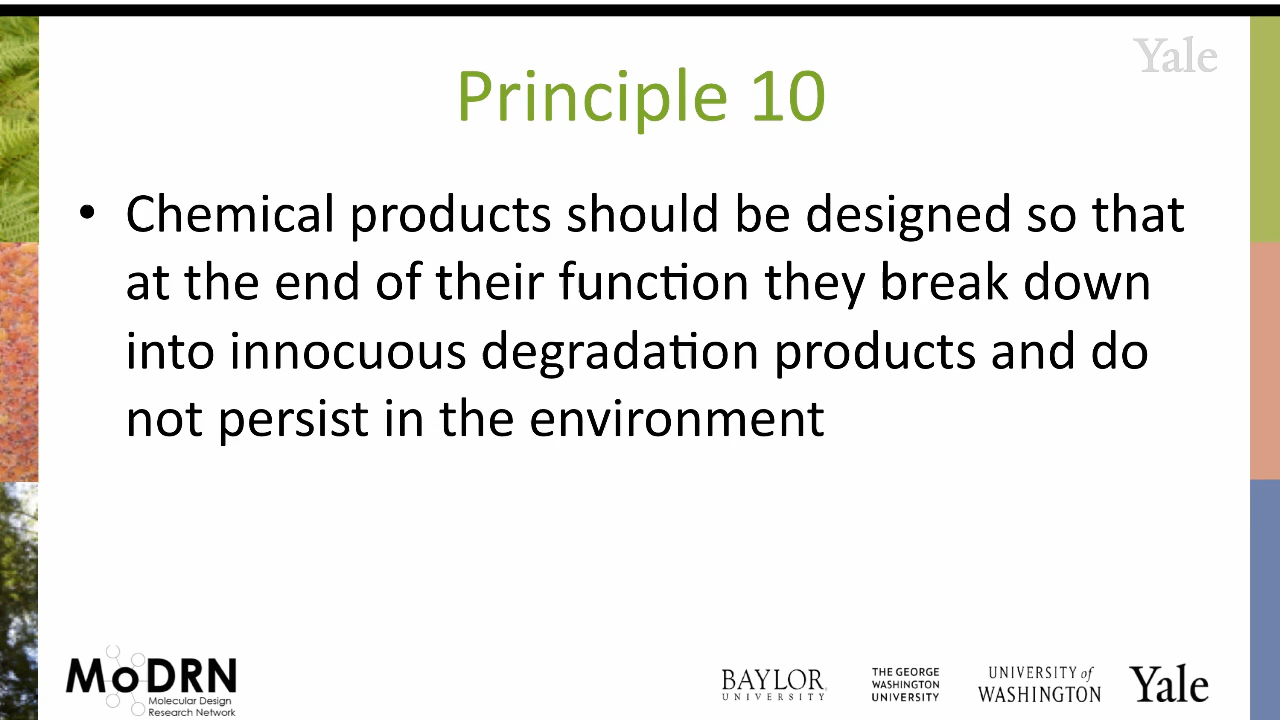 Yale
Principle 10
• Chemical products should be designed so that
at the end of their function they break down
into innocuous degradation products and do
not persist in the environment
MoDRN
Molecular Design
Research Network
BAYLOR
UNIVERSITY
THE GEORGE
WASHINGTON
UNIVERSITY
UNIVERSITY of
WASHINGTON
Yale